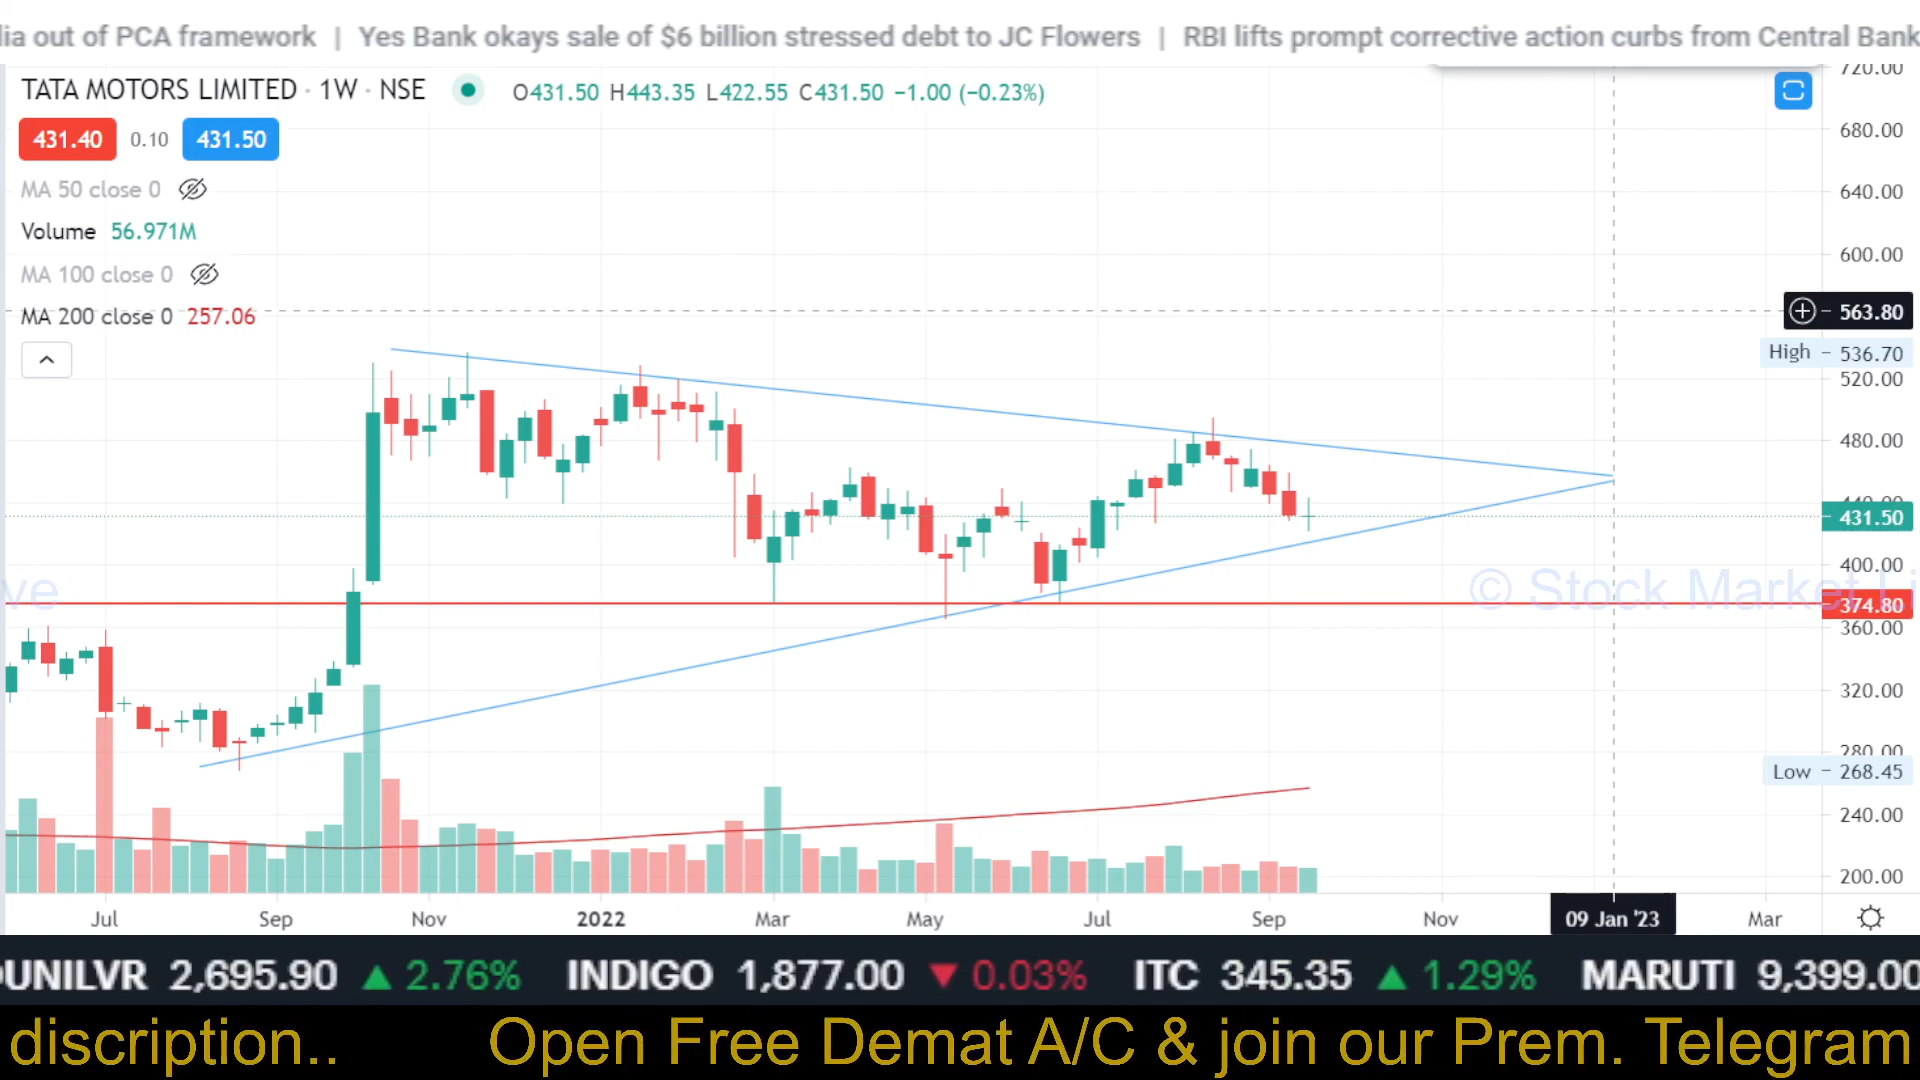 dia out of PCA framework | Yes Bank okays sale of $6 billion stressed debt to JC Flowers | RBI lifts prompt corrective action curbs from Central Bank
TATA MOTORS LIMITED · 1W · NSE O431.50 H443.35 L422.55 C431.50 −1.00 (−0.23%)
431.40 0.10 431.50
MA 50 close 0
Volume 56.971M
MA 100 close 0
MA 200 close 0 257.06
720.00
680.00
640.00
600.00
563.80
High 536.70
520.00
480.00
440.00
431.50
400.00
ve © Stock Market Li
374.80
360.00
320.00
280.00
Low 268.45
240.00
200.00
Jul Sep Nov 2022 Mar May Jul Sep Nov 09 Jan '23 Mar
UNILVR 2,695.90 ▲ 2.76% INDIGO 1,877.00 ▼ 0.03% ITC 345.35 ▲ 1.29% MARUTI 9,399.00
discription.. Open Free Demat A/C & join our Prem. Telegram